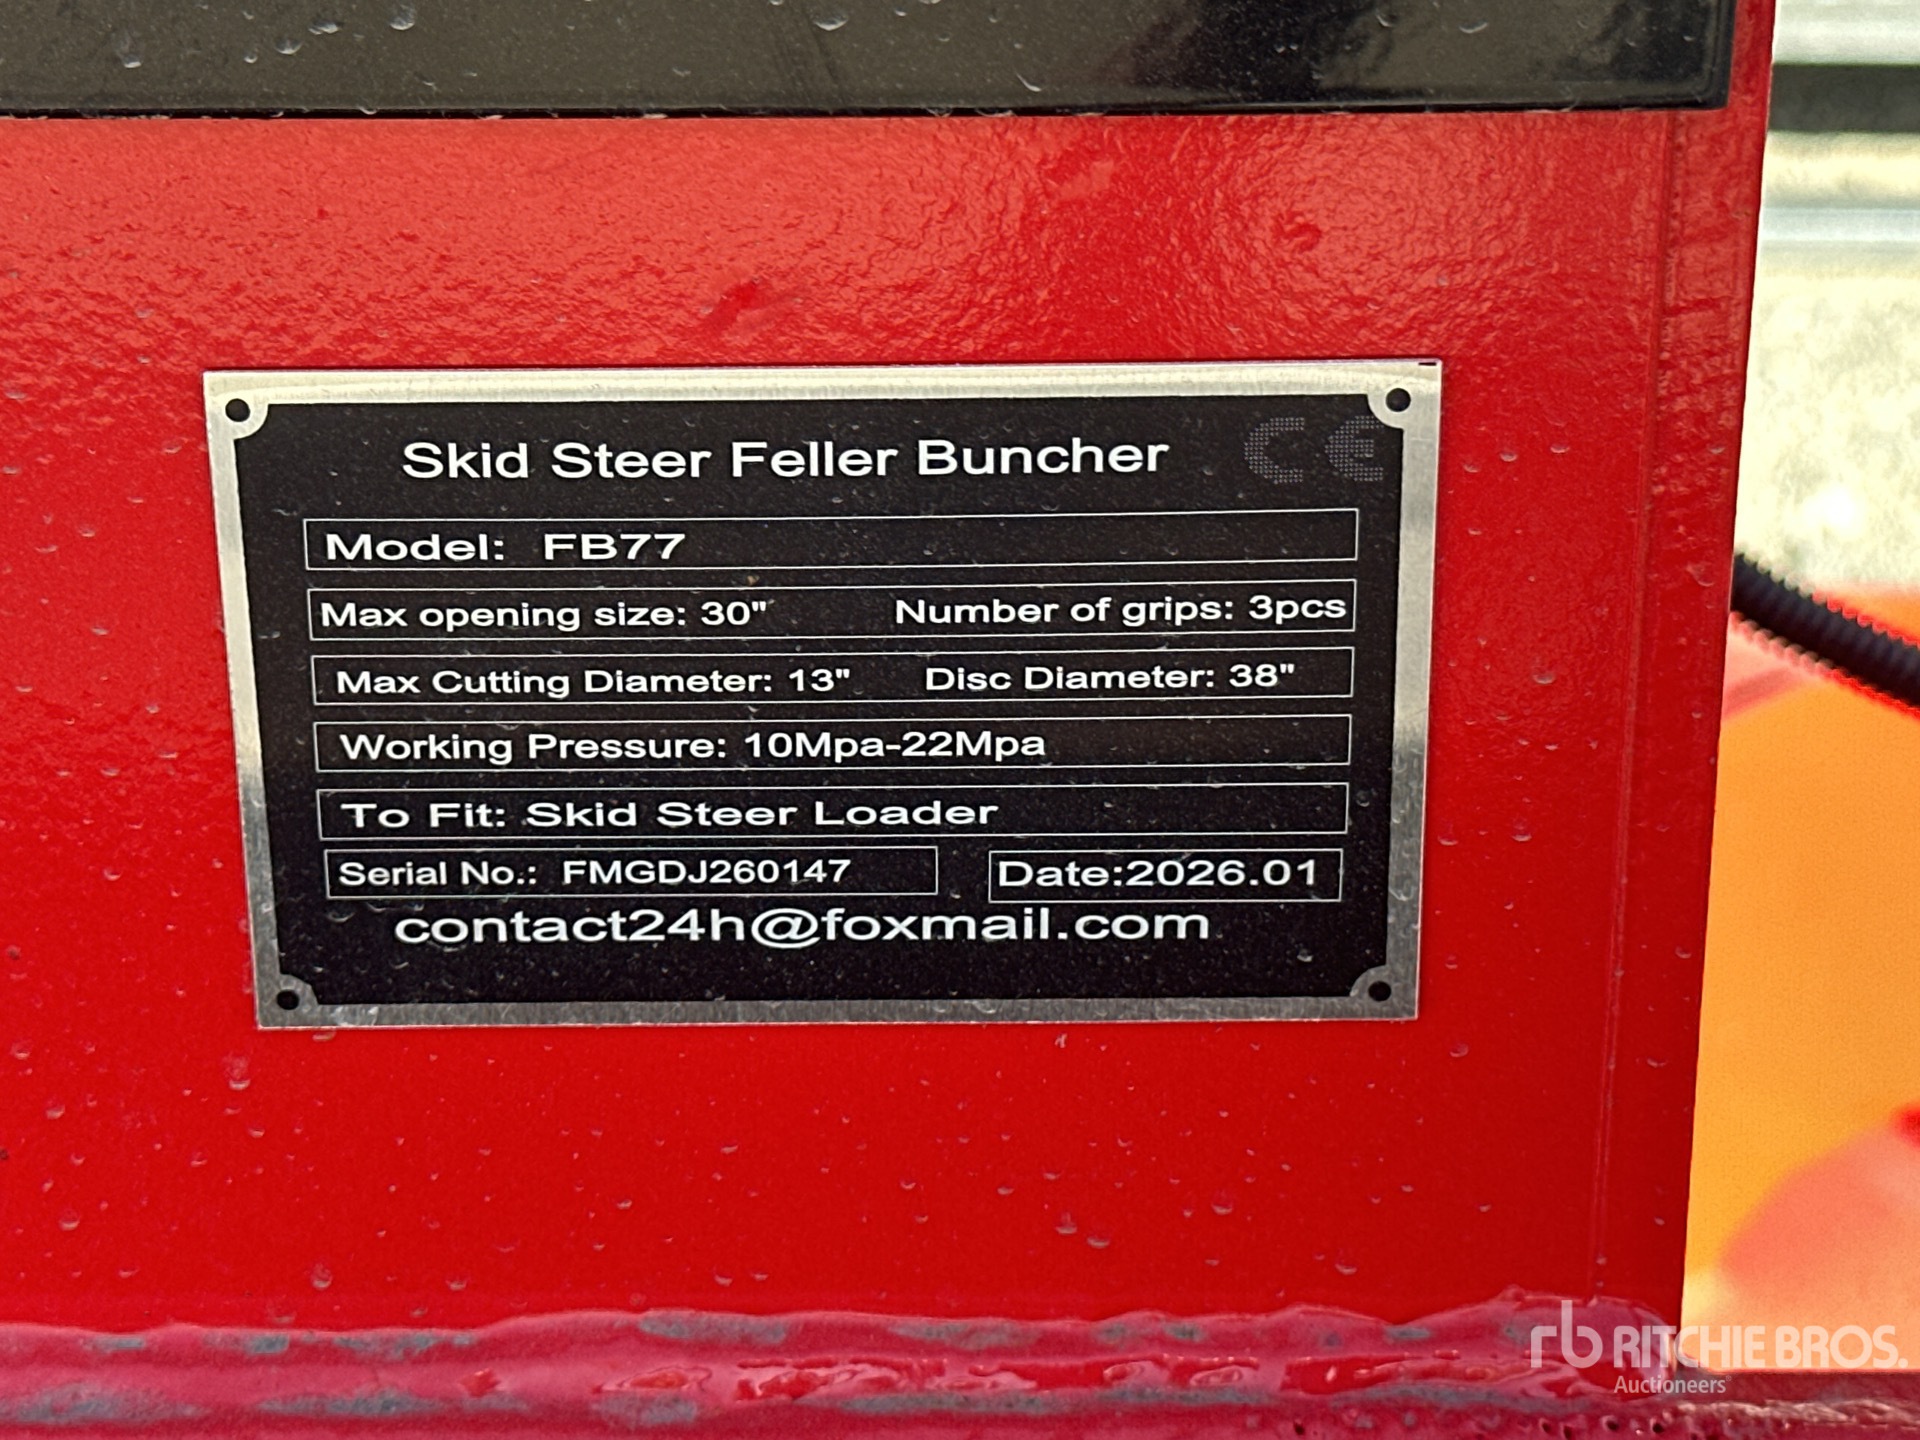 Skid Steer Feller Buncher CE
Model: FB77
Max opening size: 30" Number of grips: 3pcs
Max Cutting Diameter: 13" Disc Diameter: 38"
Working Pressure: 10Mpa-22Mpa
To Fit: Skid Steer Loader
Serial No.: FMGDJ260147 Date:2026.01
contact24h@foxmail.com
rb RITCHIE BROS.
Auctioneers